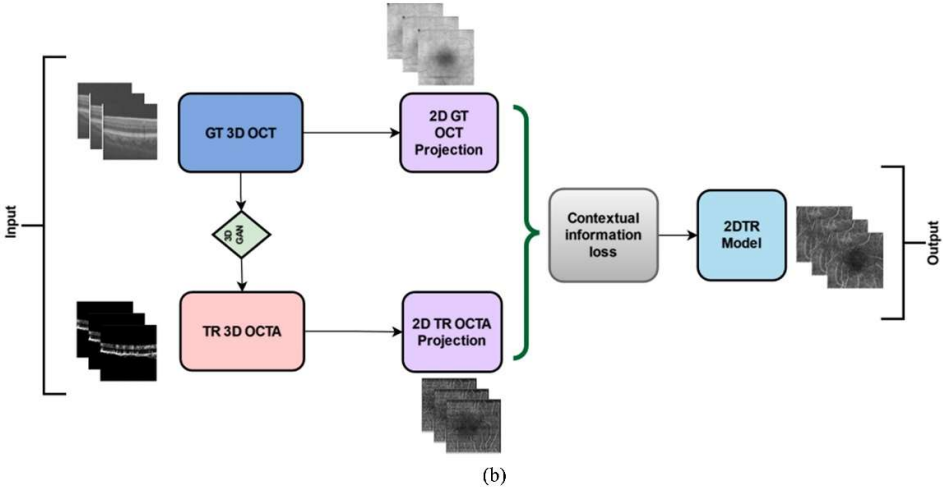 Input
GT 3D OCT
3D
GAN
TR 3D OCTA
2D GT
OCT
Projection
2D TR OCTA
Projection
Contextual
information
loss
2DTR
Model
Output
(b)